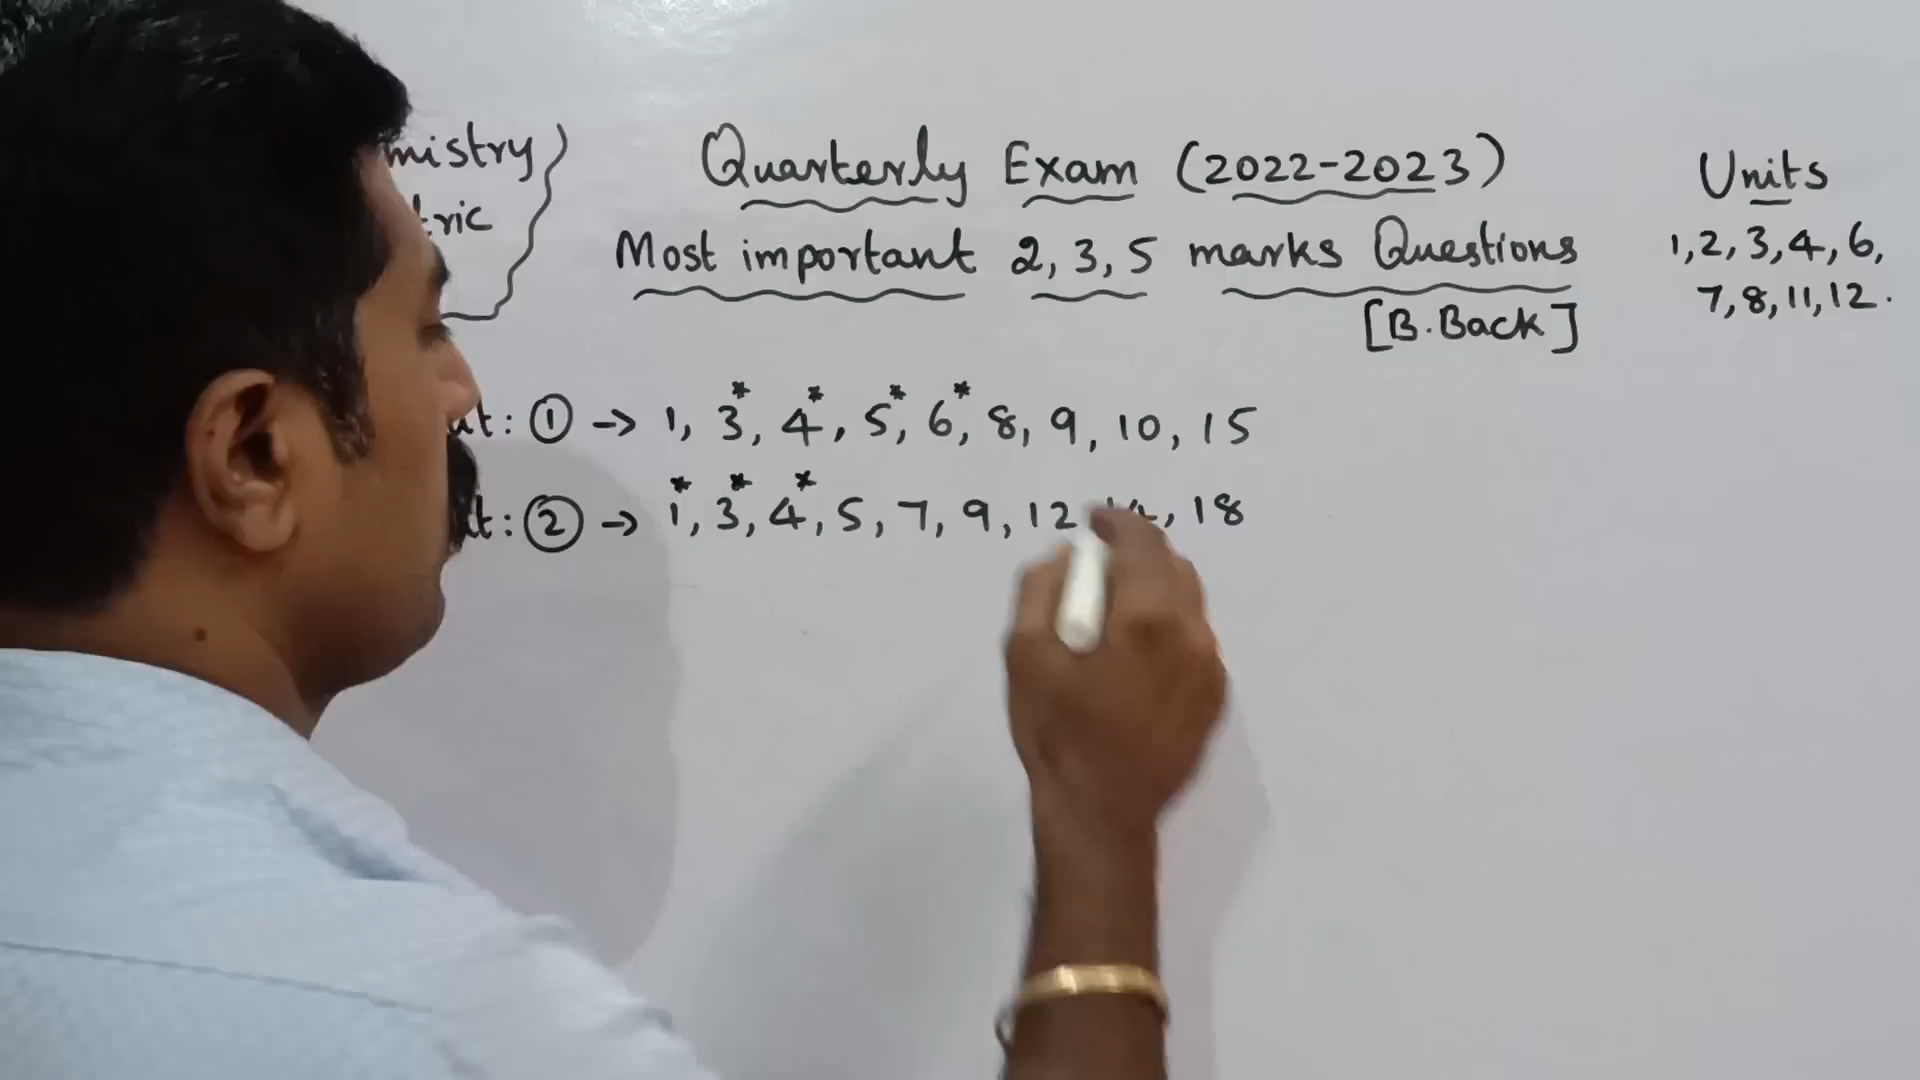 Quarterly Exam (2022-2023)
Most important 2, 3, 5 marks Questions
[B.Back]
Units
1, 2, 3, 4, 6,
7, 8, 11, 12.
① → 1, 3*, 4*, 5*, 6*, 8, 9, 10, 15
② → 1*, 3*, 4*, 5, 7, 9, 12, 18